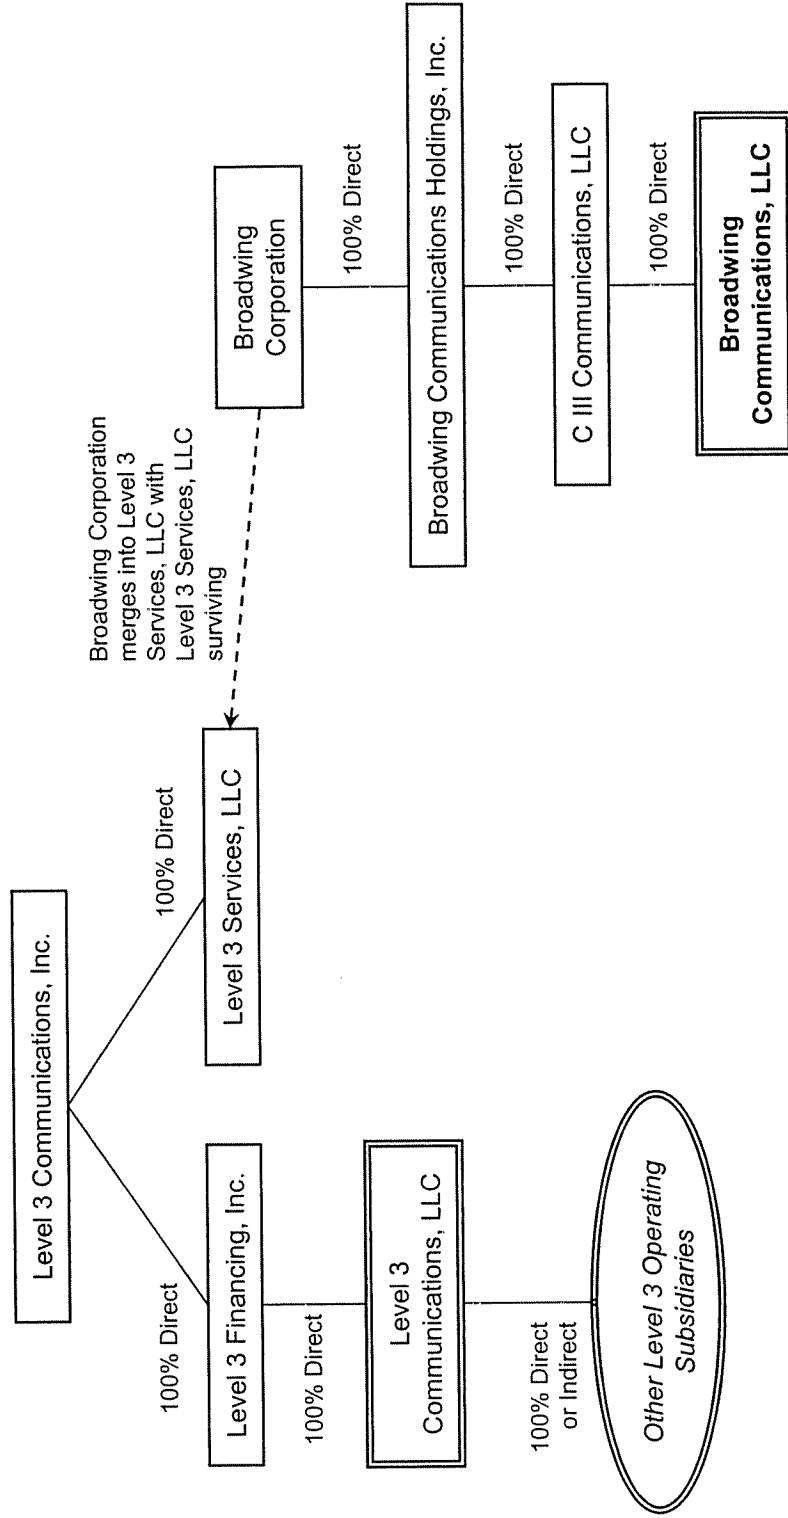 Level 3 Communications, Inc.
100% Direct
100% Direct
Level 3 Financing, Inc.
Level 3 Services, LLC
100% Direct
Level 3
Communications, LLC
100% Direct
or Indirect
Other Level 3 Operating
Subsidiaries
Broadwing Corporation
merges into Level 3
Services, LLC with
Level 3 Services, LLC
surviving
Broadwing
Corporation
100% Direct
Broadwing Communications Holdings, Inc.
100% Direct
C III Communications, LLC
100% Direct
Broadwing
Communications, LLC